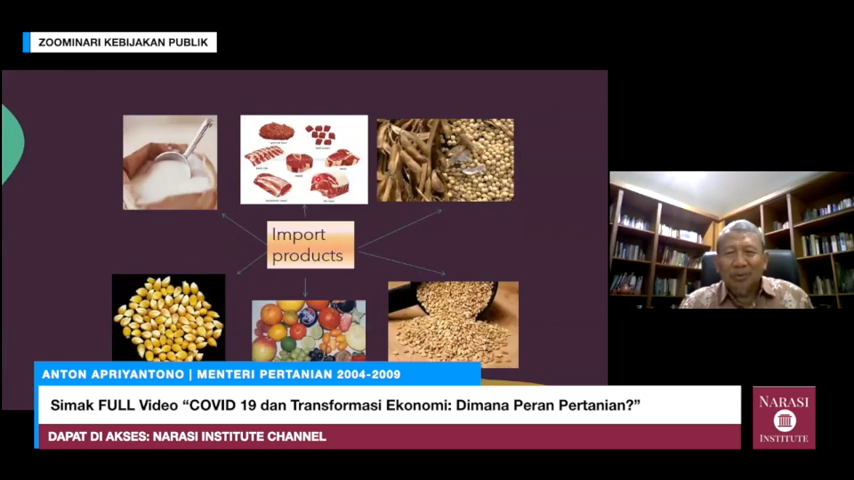 ZOOMINARI KEBIJAKAN PUBLIK
Import
products
ANTON APRIYANTONO | MENTERI PERTANIAN 2004-2009
Simak FULL Video “COVID 19 dan Transformasi Ekonomi: Dimana Peran Pertanian?”
DAPAT DI AKSES: NARASI INSTITUTE CHANNEL
NARASI
INSTITUTE